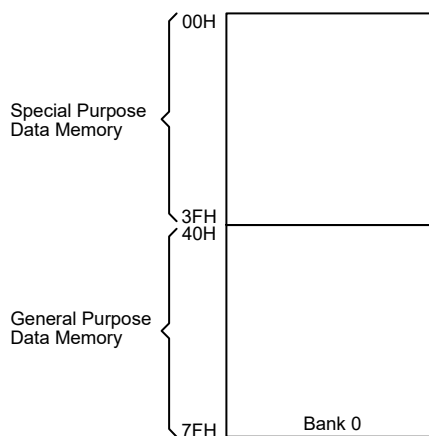 00H
Special Purpose
Data Memory
3FH
40H
General Purpose
Data Memory
7FH
Bank 0